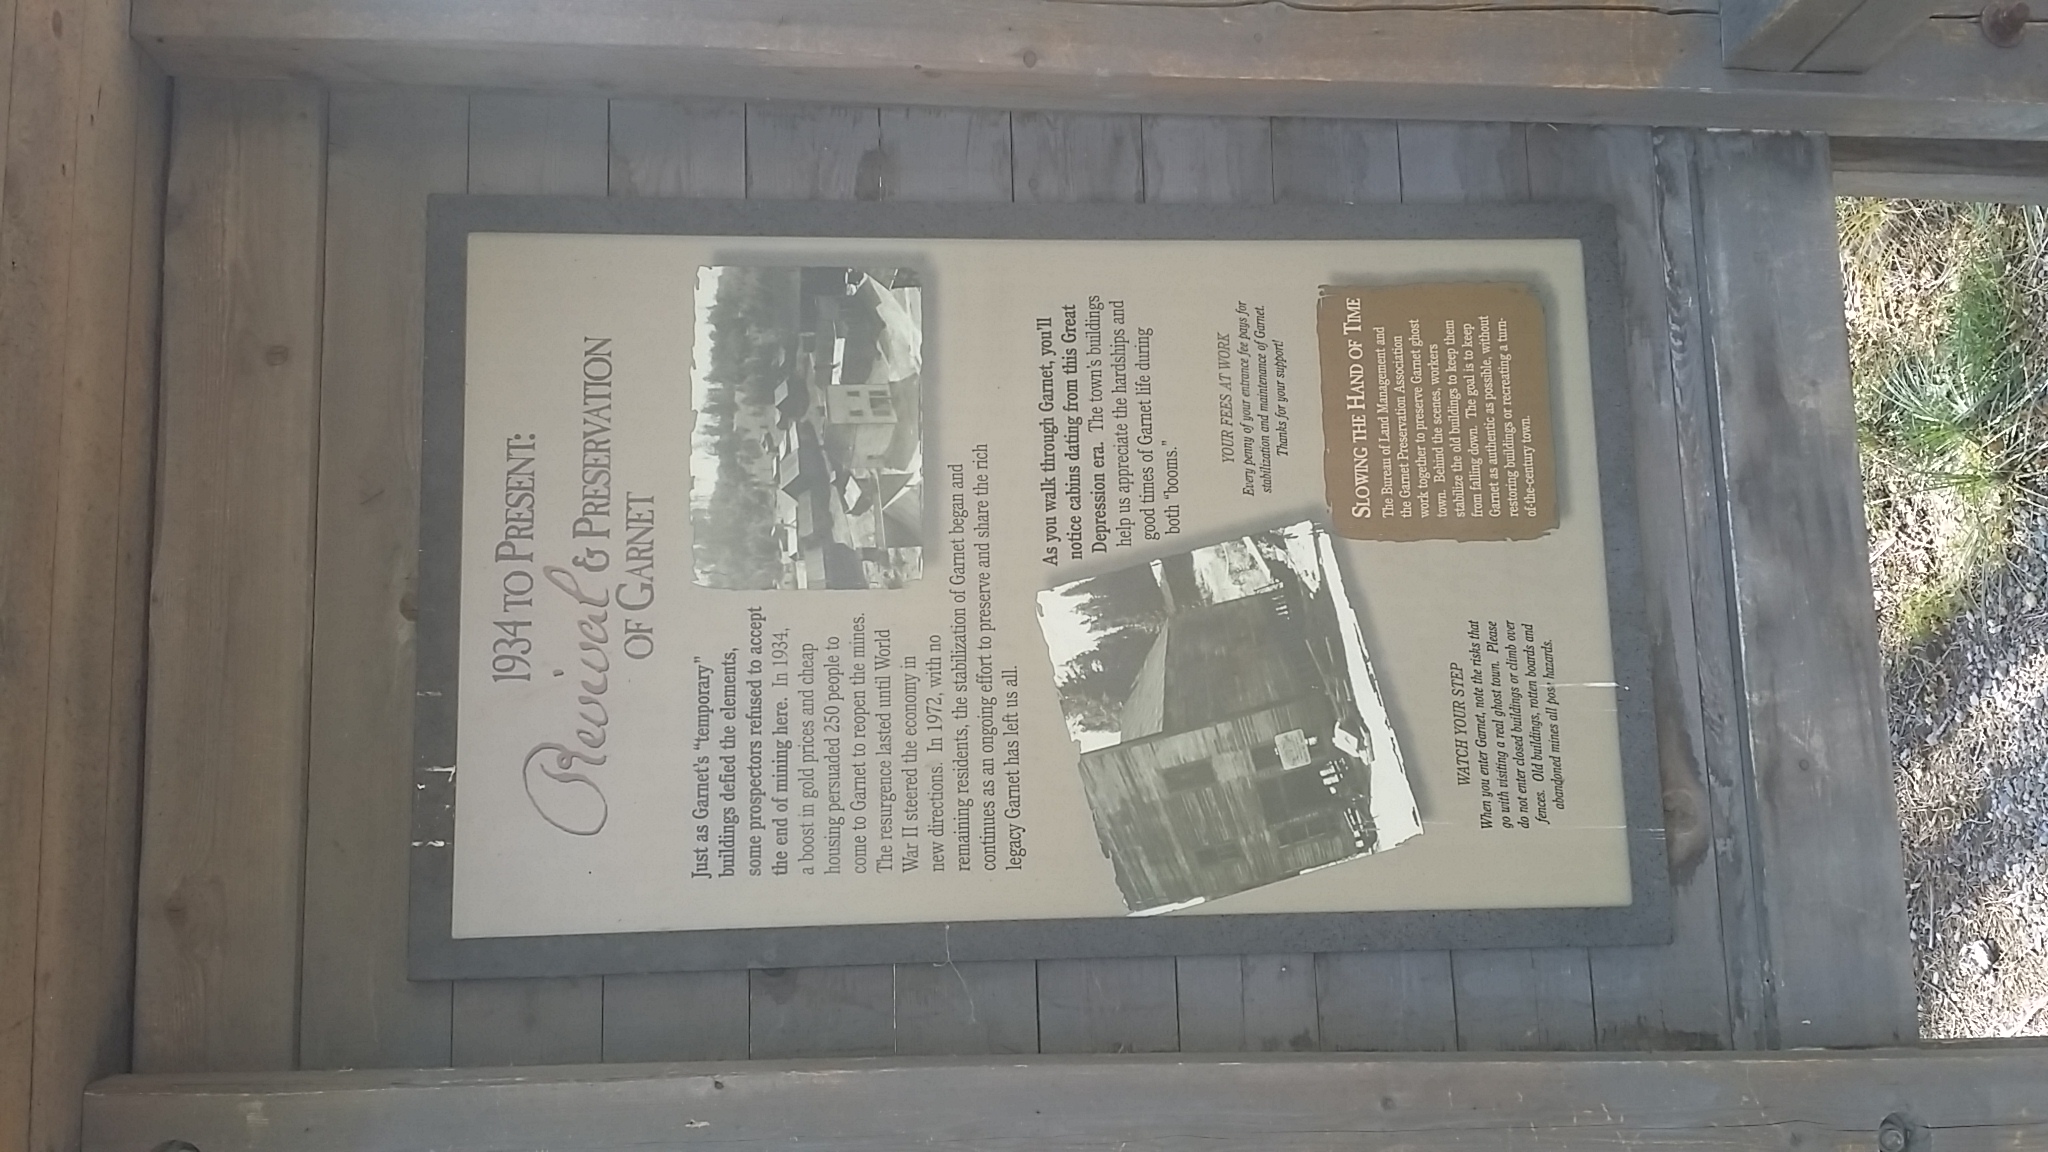 1934 TO PRESENT:
Revival & PRESERVATION
OF GARNET
Just as Garnet's "temporary"
buildings defied the elements,
some prospectors refused to accept
the end of mining here. In 1934,
a boost in gold prices and cheap
housing persuaded 250 people to
come to Garnet to reopen the mines.
The resurgence lasted until World
War II steered the economy in
new directions. In 1972, with no
remaining residents, the stabilization of Garnet began and
continues as an ongoing effort to preserve and share the rich
legacy Garnet has left us all.
As you walk through Garnet, you'll
notice cabins dating from this Great
Depression era. The town's buildings
help us appreciate the hardships and
good times of Garnet life during
both "booms."
YOUR FEES AT WORK
Every penny of your entrance fee pays for
stabilization and maintenance of Garnet.
Thanks for your support!
SLOWING THE HAND OF TIME
The Bureau of Land Management and
the Garnet Preservation Association
work together to preserve Garnet ghost
town. Behind the scenes, workers
stabilize the old buildings to keep them
from falling down. The goal is to keep
Garnet as authentic as possible, without
restoring buildings or recreating a turn-
of-the-century town.
WATCH YOUR STEP
When you enter Garnet, note the risks that
go with visiting a real ghost town. Please
do not enter closed buildings or climb over
fences. Old buildings, rotten boards and
abandoned mines all pos hazards.